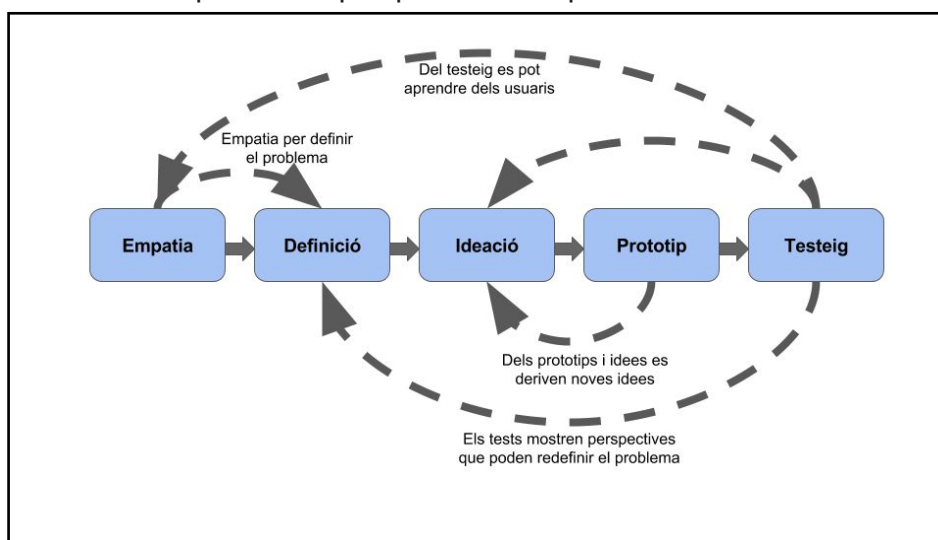 Del testeig es pot
aprendre dels usuaris
Empatia per definir
el problema
Empatia
Definició
Ideació
Prototip
Testeig
Dels prototips i idees es
deriven noves idees
Els tests mostren perspectives
que poden redefinir el problema